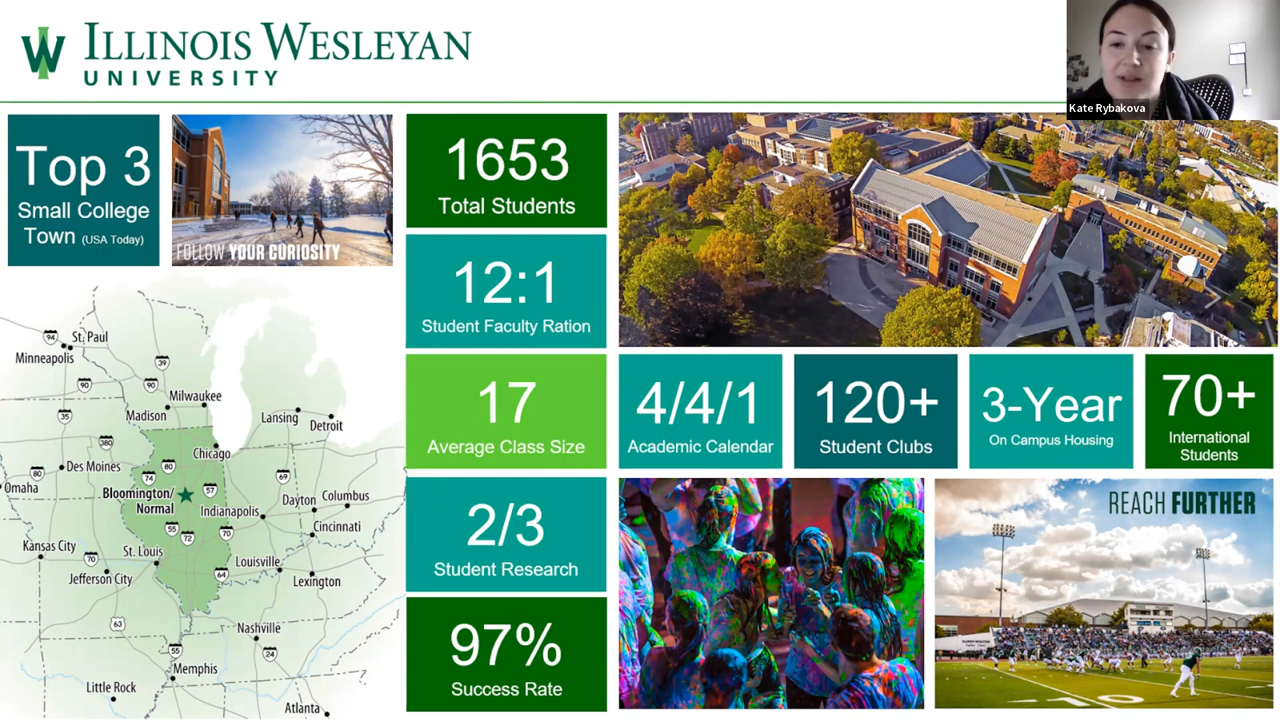 ILLINOIS WESLEYAN
UNIVERSITY
Kate Rybakova
Top 3
Small College
Town (USA Today)
FOLLOW YOUR CURIOSITY
1653
Total Students
12:1
Student Faculty Ration
17
Average Class Size
2/3
Student Research
97%
Success Rate
4/4/1
Academic Calendar
120+
Student Clubs
3-Year
On Campus Housing
70+
International
Students
REACH FURTHER
94
St. Paul
Minneapolis
39
90
90
Milwaukee
Madison
35
Lansing
Detroit
380
Chicago
Des Moines
80
80
74
69
Omaha
57
Bloomington/
Normal
Dayton
Columbus
Indianapolis
55
72
70
Cincinnati
Kansas City
70
St. Louis
Louisville
Jefferson City
64
Lexington
63
Nashville
55
24
Memphis
Little Rock
Atlanta